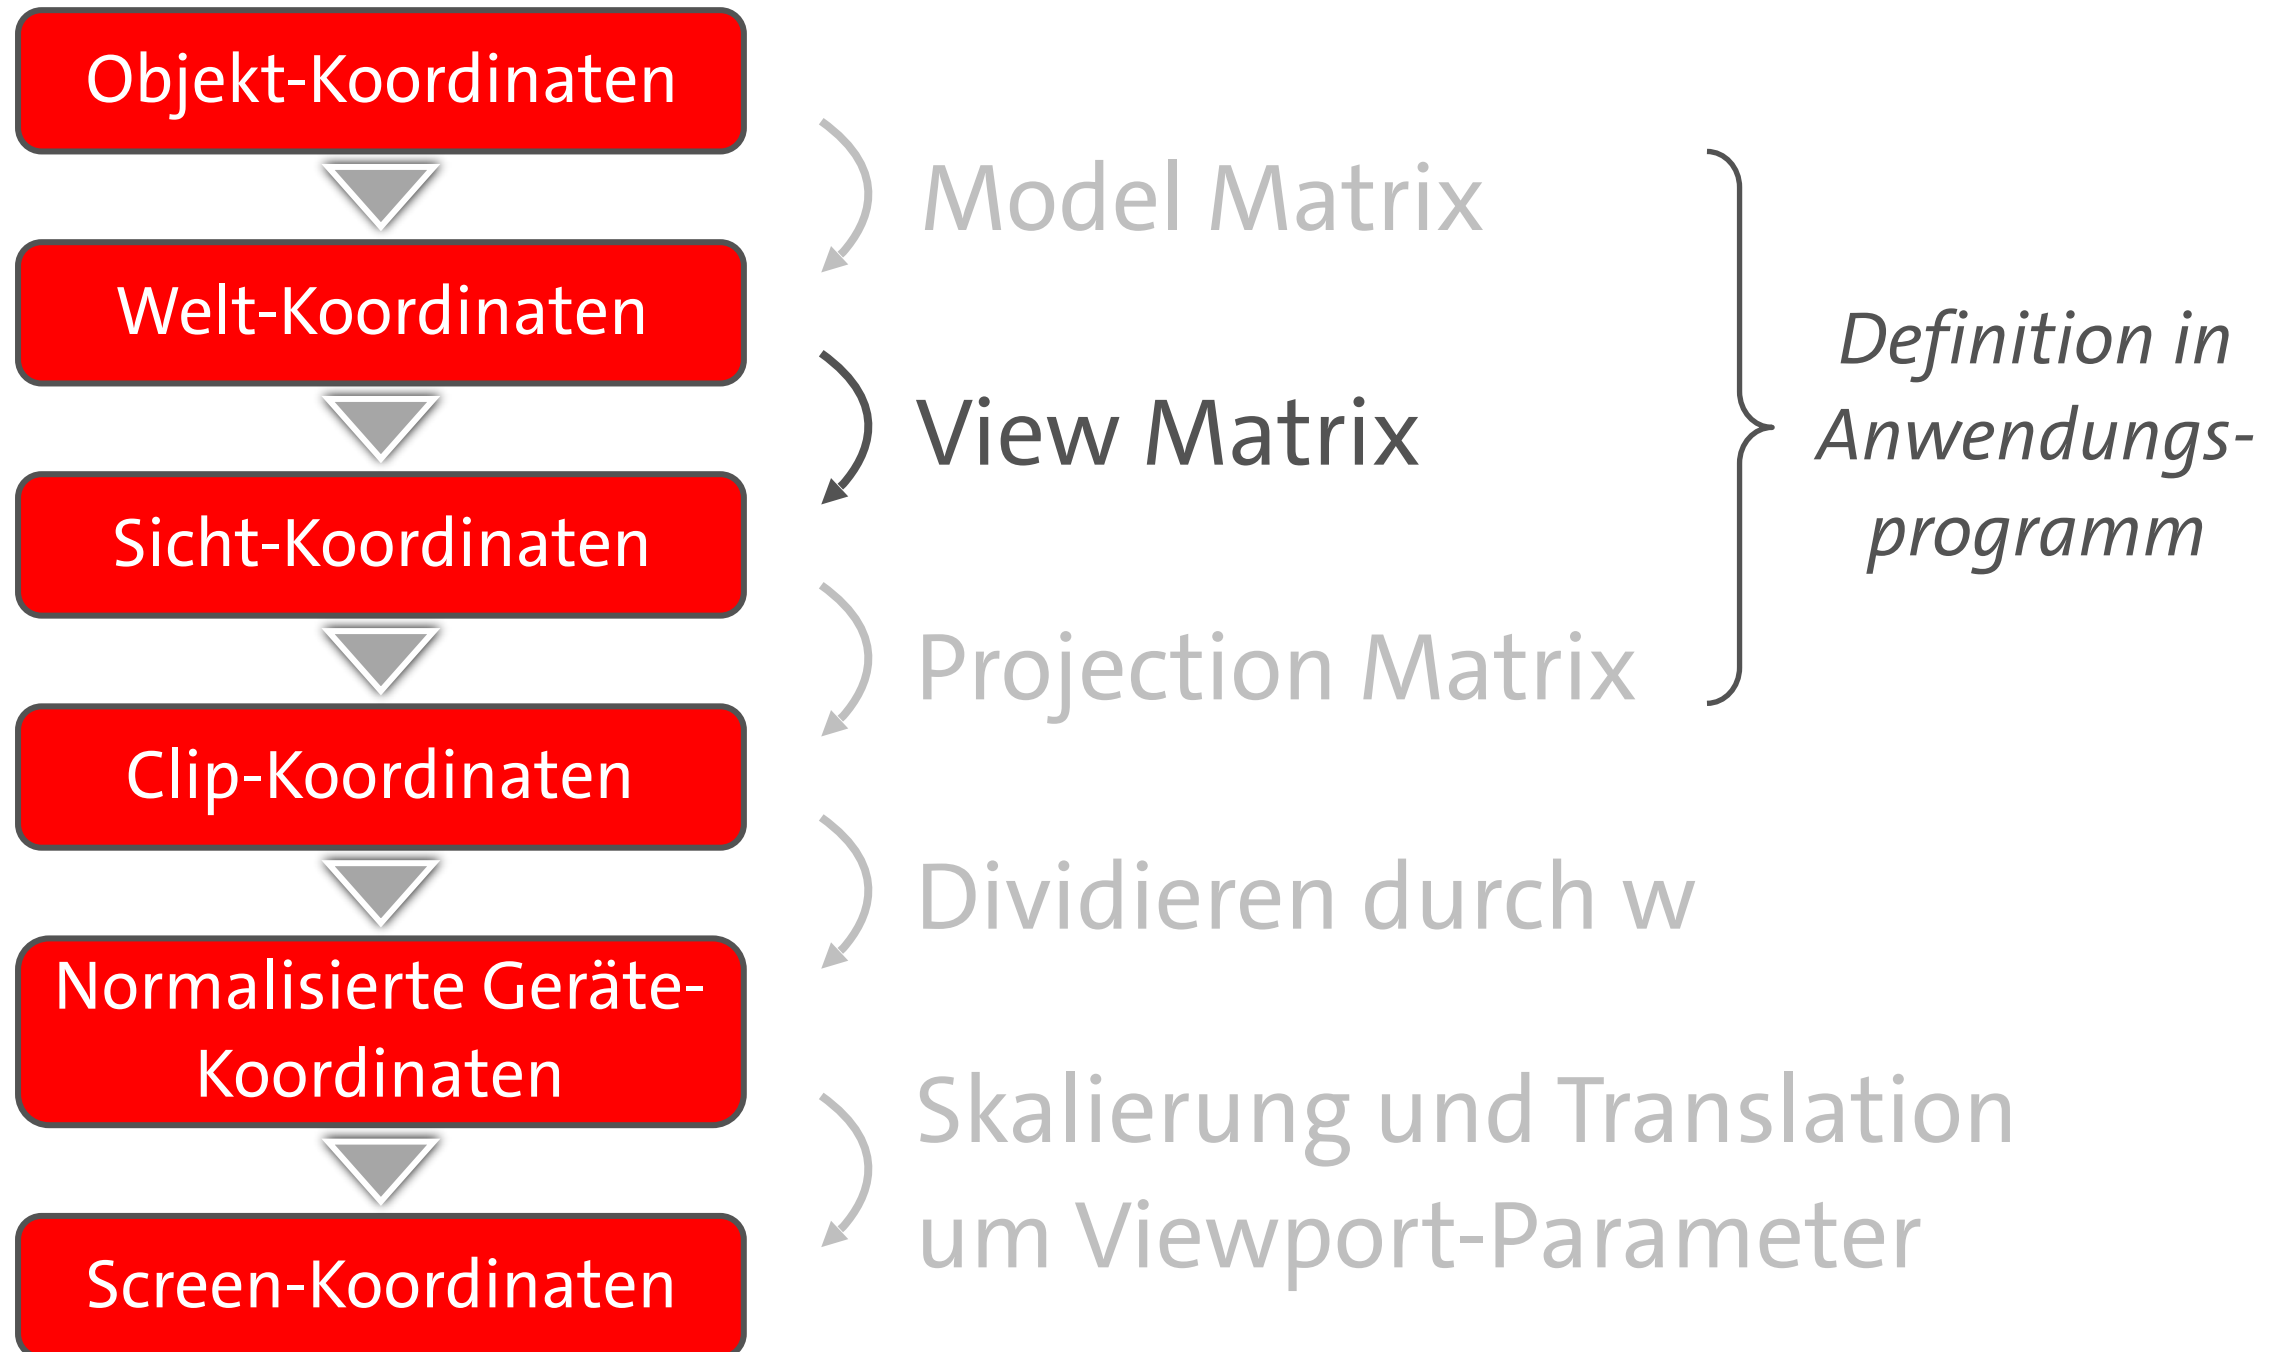 Objekt-Koordinaten
Model Matrix
Welt-Koordinaten
View Matrix
Sicht-Koordinaten
Projection Matrix
Definition in
Anwendungs-
programm
Clip-Koordinaten
Dividieren durch w
Normalisierte Geräte-
Koordinaten
Skalierung und Translation
um Viewport-Parameter
Screen-Koordinaten